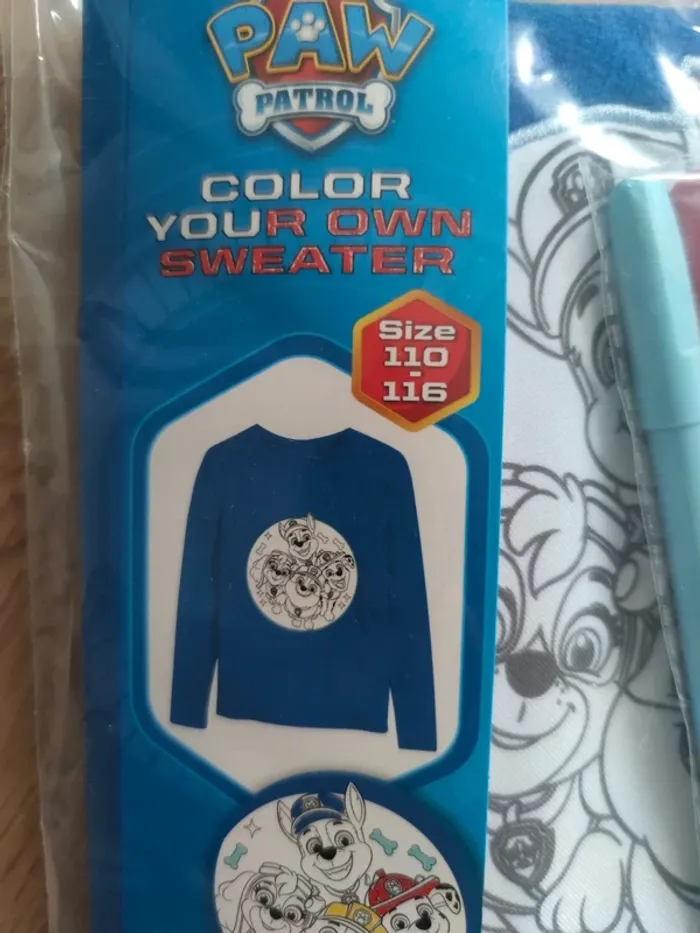 PAW
PATROL
COLOR
YOUR OWN
SWEATER
Size
110
-
116